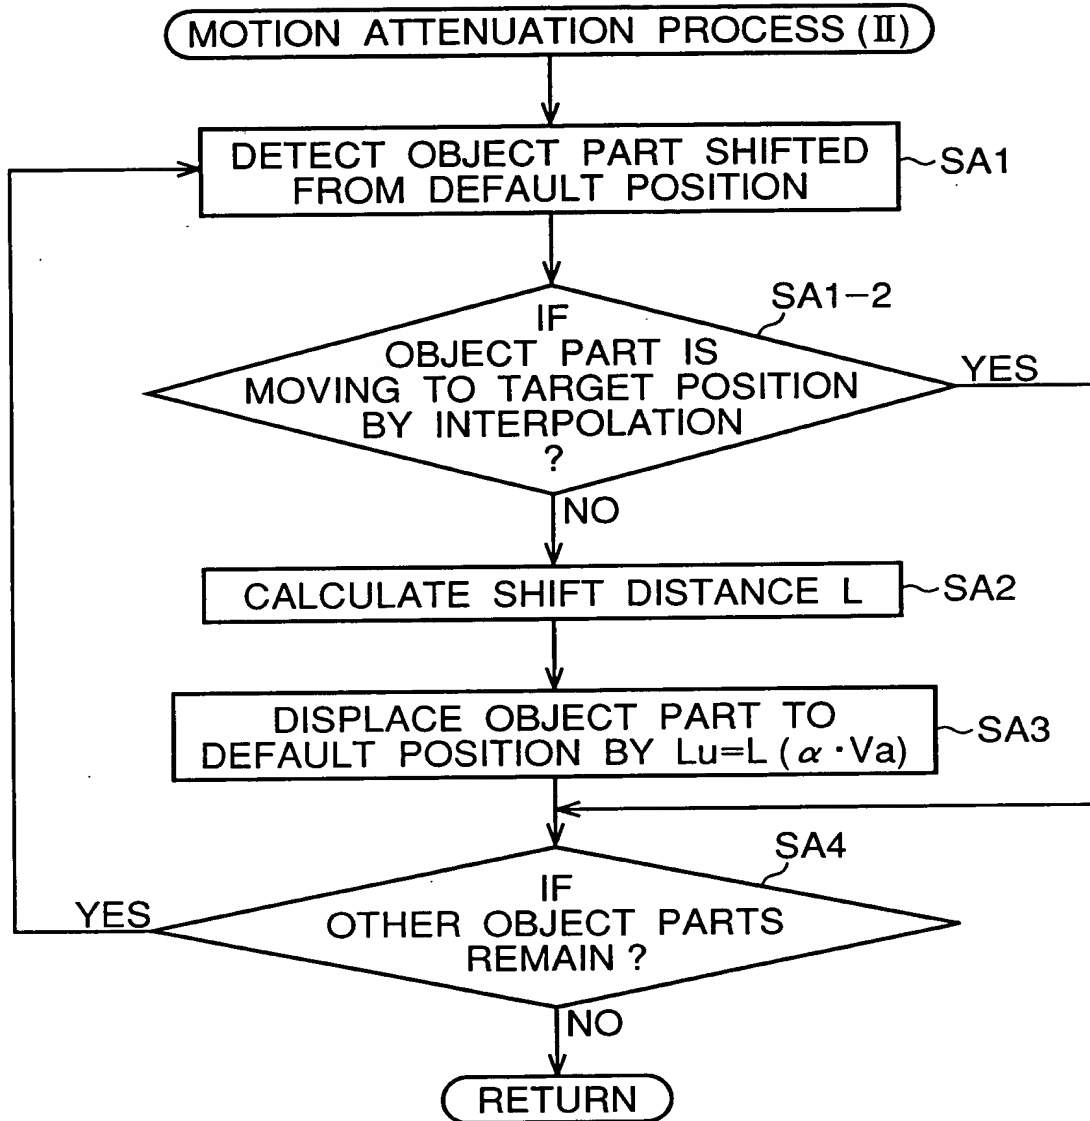 MOTION ATTENUATION PROCESS (II)
DETECT OBJECT PART SHIFTED
FROM DEFAULT POSITION
SA1
SA1-2
IF
OBJECT PART IS
MOVING TO TARGET POSITION
BY INTERPOLATION
?
YES
NO
CALCULATE SHIFT DISTANCE L
SA2
DISPLACE OBJECT PART TO
DEFAULT POSITION BY Lu=L (α·Va)
SA3
SA4
IF
OTHER OBJECT PARTS
REMAIN ?
YES
NO
RETURN